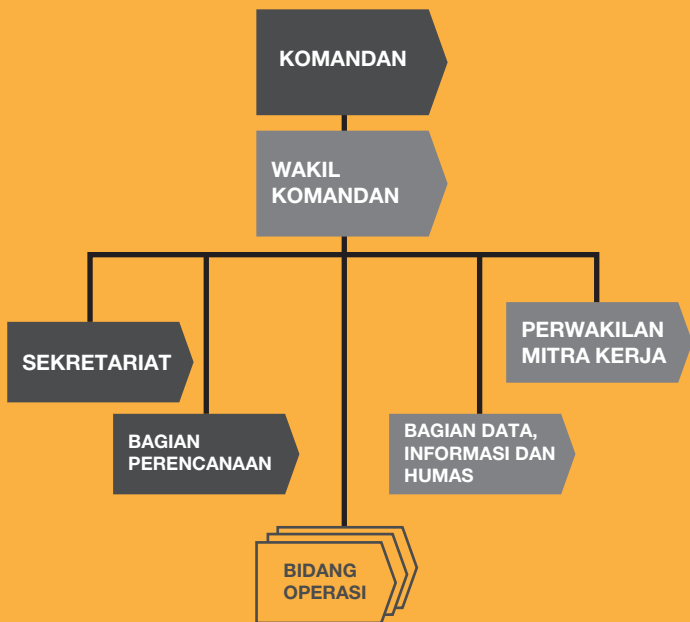 KOMANDAN
WAKIL
KOMANDAN
SEKRETARIAT
PERWAKILAN
MITRA KERJA
BAGIAN
PERENCANAAN
BAGIAN DATA,
INFORMASI DAN
HUMAS
BIDANG
OPERASI